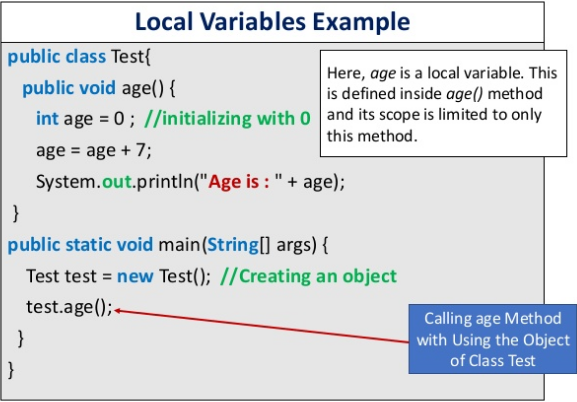 Local Variables Example
public class Test{
public void age() {
int age = 0 ; //initializing with 0
age = age + 7;
System.out.println("Age is : " + age);
}
public static void main(String[] args) {
Test test = new Test(); //Creating an object
test.age();
}
}
Here, age is a local variable. This
is defined inside age() method
and its scope is limited to only
this method.
Calling age Method
with Using the Object
of Class Test